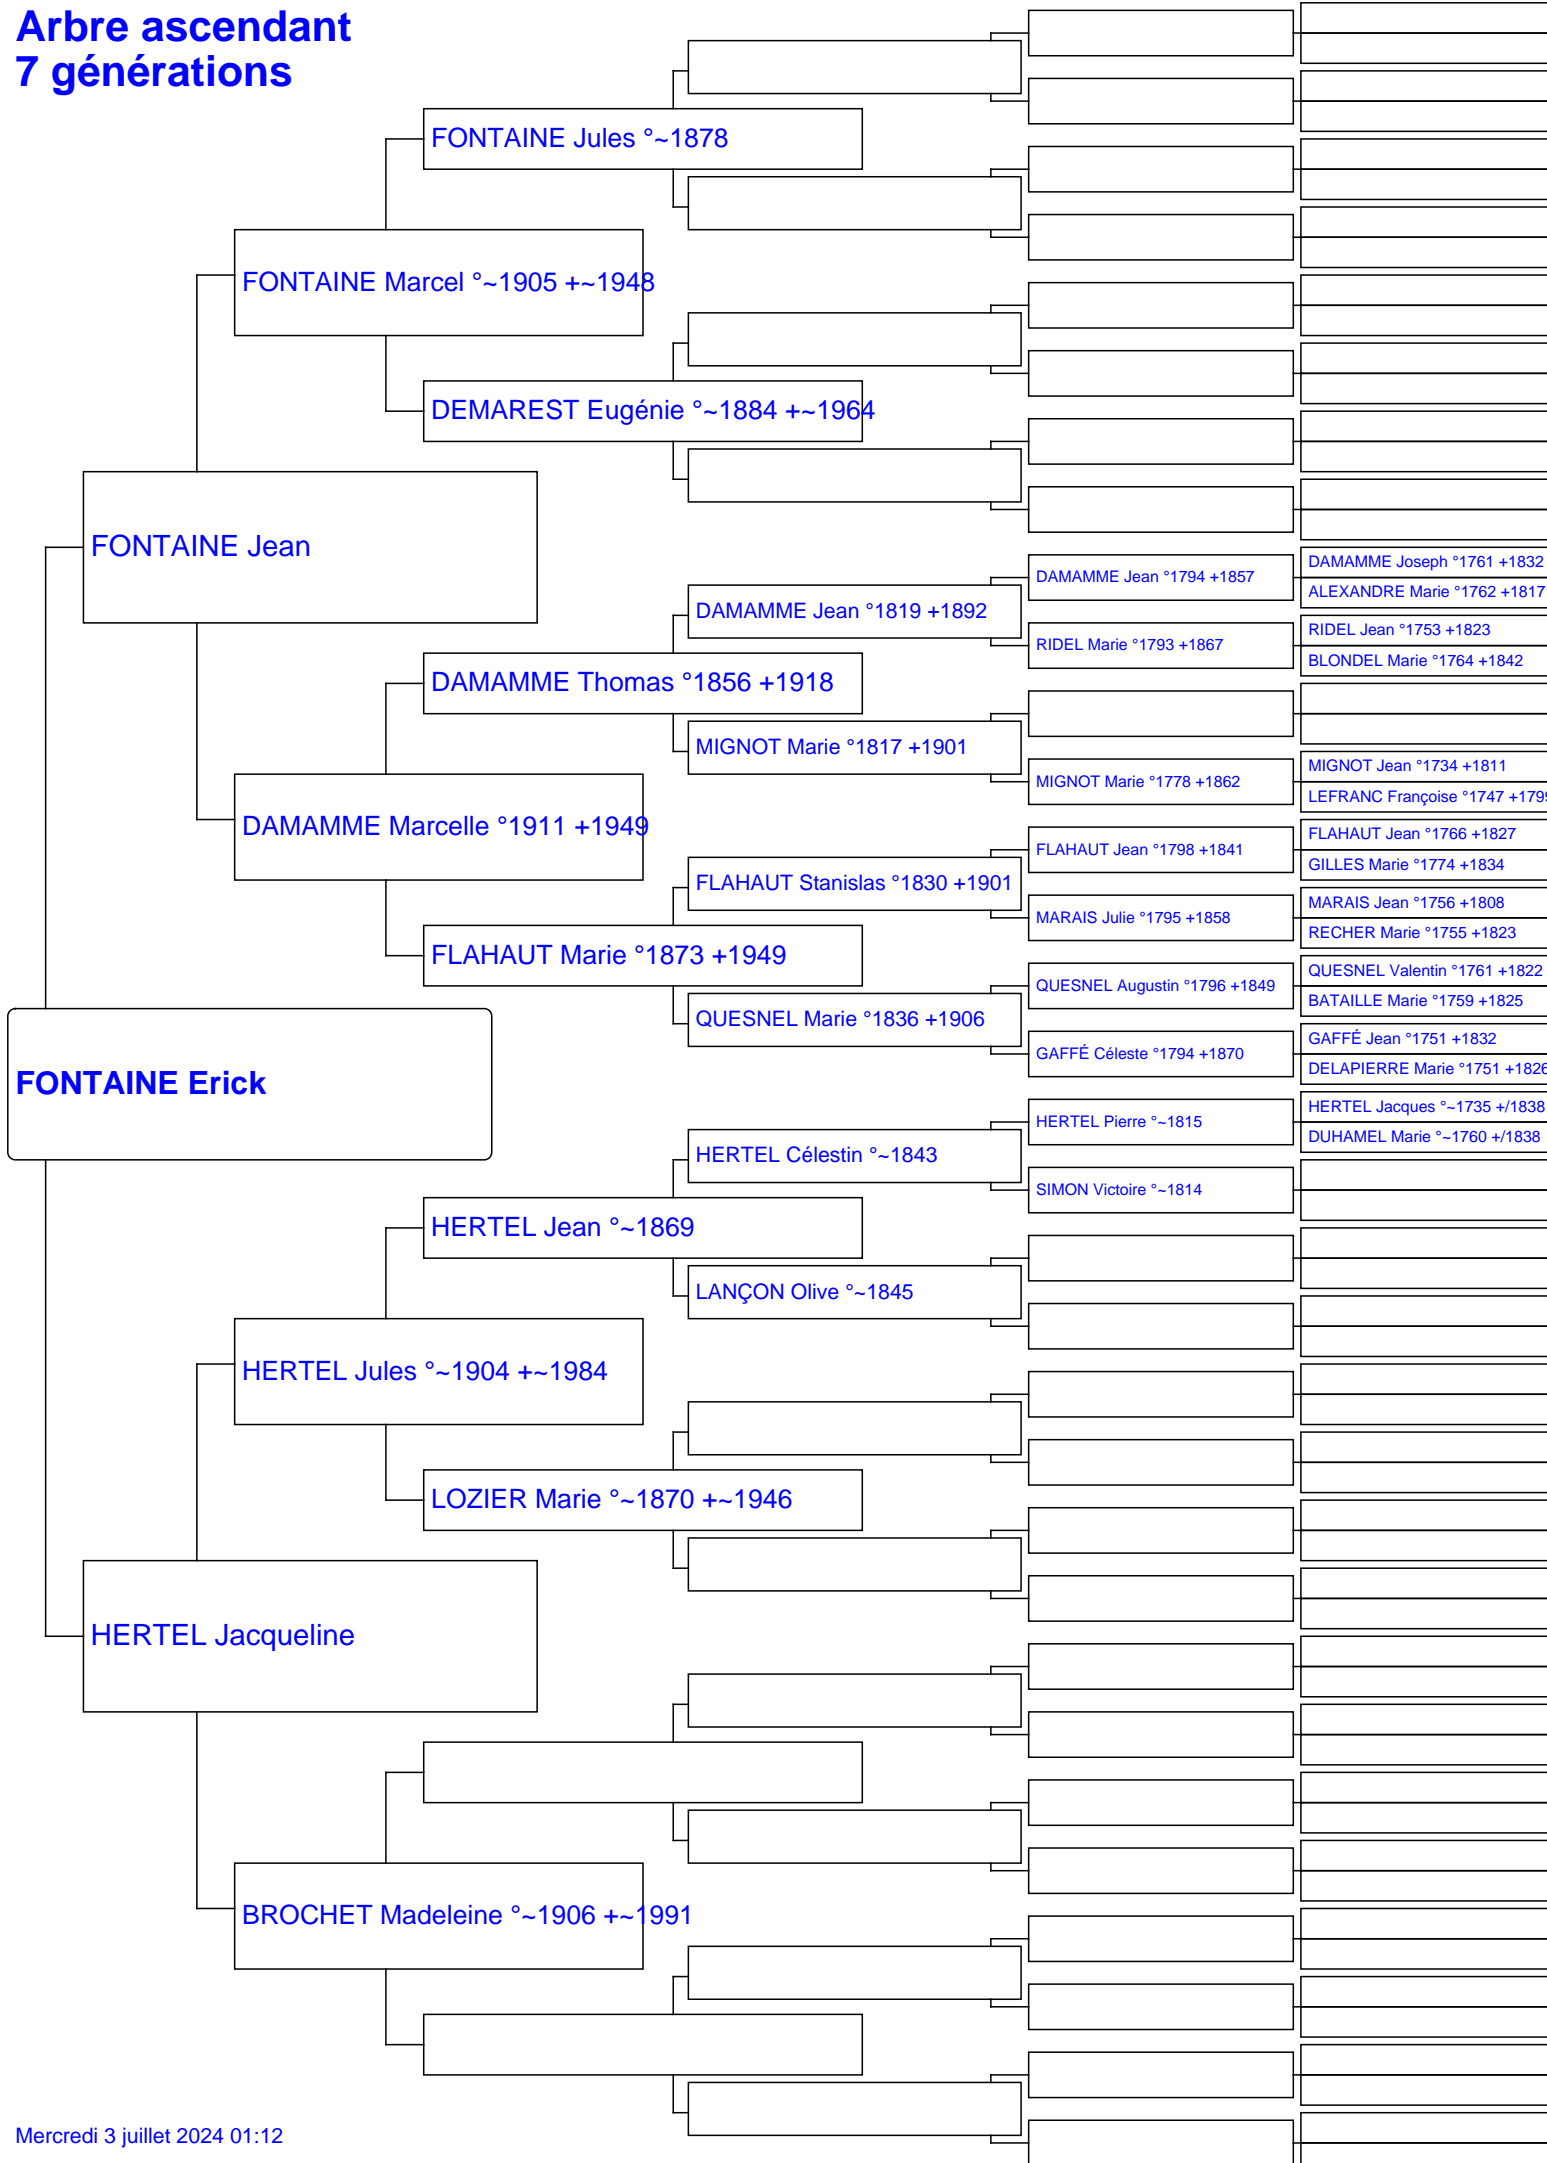 Arbre ascendant
7 générations
FONTAINE Jules °~1878
FONTAINE Marcel °~1905 +~1948
DEMAREST Eugénie °~1884 +~1964
FONTAINE Jean
DAMAMME Joseph °1761 +1832
DAMAMME Jean °1794 +1857
ALEXANDRE Marie °1762 +1817
DAMAMME Jean °1819 +1892
RIDEL Jean °1753 +1823
RIDEL Marie °1793 +1867
BLONDEL Marie °1764 +1842
DAMAMME Thomas °1856 +1918
MIGNOT Marie °1817 +1901
MIGNOT Jean °1734 +1811
MIGNOT Marie °1778 +1862
LEFRANC Françoise °1747 +1799
DAMAMME Marcelle °1911 +1949
FLAHAUT Jean °1766 +1827
FLAHAUT Jean °1798 +1841
GILLES Marie °1774 +1834
FLAHAUT Stanislas °1830 +1901
MARAIS Jean °1756 +1808
MARAIS Julie °1795 +1858
RECHER Marie °1755 +1823
FLAHAUT Marie °1873 +1949
QUESNEL Valentin °1761 +1822
QUESNEL Augustin °1796 +1849
BATAILLE Marie °1759 +1825
QUESNEL Marie °1836 +1906
GAFFÉ Jean °1751 +1832
GAFFÉ Céleste °1794 +1870
DELAPIERRE Marie °1751 +1826
FONTAINE Erick
HERTEL Jacques °~1735 +/1838
HERTEL Pierre °~1815
DUHAMEL Marie °~1760 +/1838
HERTEL Célestin °~1843
SIMON Victoire °~1814
HERTEL Jean °~1869
LANÇON Olive °~1845
HERTEL Jules °~1904 +~1984
LOZIER Marie °~1870 +~1946
HERTEL Jacqueline
BROCHET Madeleine °~1906 +~1991
Mercredi 3 juillet 2024 01:12